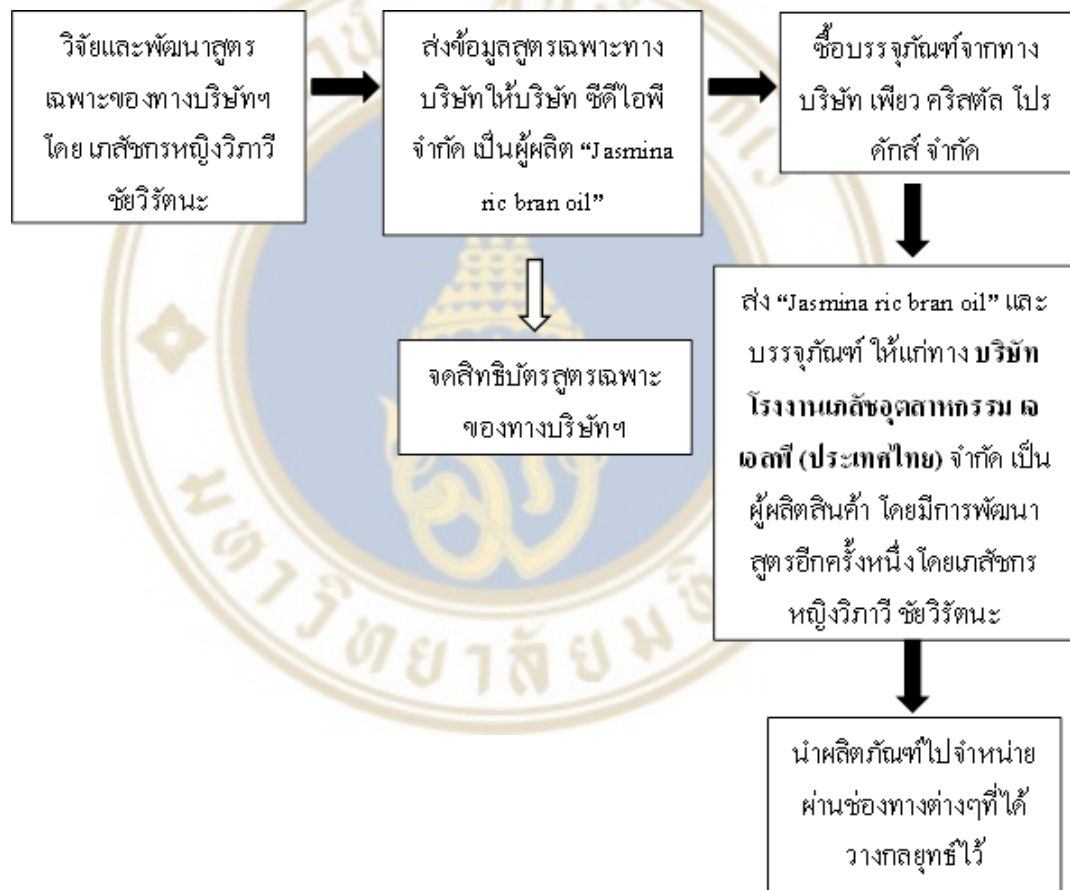 วิจัยและพัฒนาสูตร
เฉพาะของทางบริษัทฯ
โดย เภสัชกรหญิงวิภาวี
ชัยวิรัตนะ
ส่งข้อมูลสูตรเฉพาะทาง
บริษัทให้บริษัท ซีดีไอพี
จำกัด เป็นผู้ผลิต “Jasmina
ric bran oil”
ซื้อบรรจุภัณฑ์จากทาง
บริษัท เพียว คริสตัล โปร
ดักส์ จำกัด
จดสิทธิบัตรสูตรเฉพาะ
ของทางบริษัทฯ
ส่ง “Jasmina ric bran oil” และ
บรรจุภัณฑ์ ให้แก่ทาง บริษัท
โรงงานเภสัชอุตสาหกรรม เจ
เอสพี (ประเทศไทย) จำกัด เป็น
ผู้ผลิตสินค้า โดยมีการพัฒนา
สูตรอีกครั้งหนึ่งโดยเภสัชกร
หญิงวิภาวี ชัยวิรัตนะ
นำผลิตภัณฑ์ไปจำหน่าย
ผ่านช่องทางต่างๆที่ได้
วางกลยุทธ์ไว้
มหาวิทยาลัยมหิ